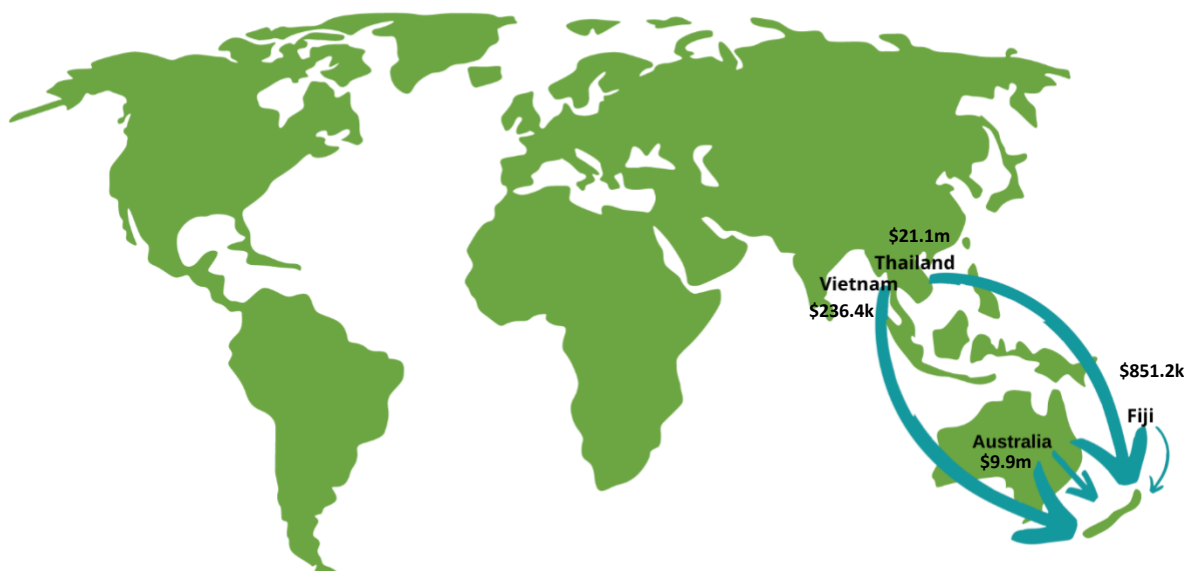 $21.1m
Thailand
Vietnam
$236.4k
$851.2k
Fiji
Australia
$9.9m